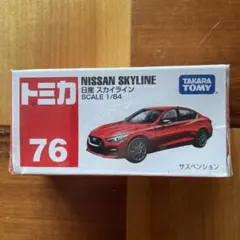 トミカ
76
NISSAN SKYLINE
日産 スカイライン
SCALE 1/64
TAKARA
TOMY
サスペンション